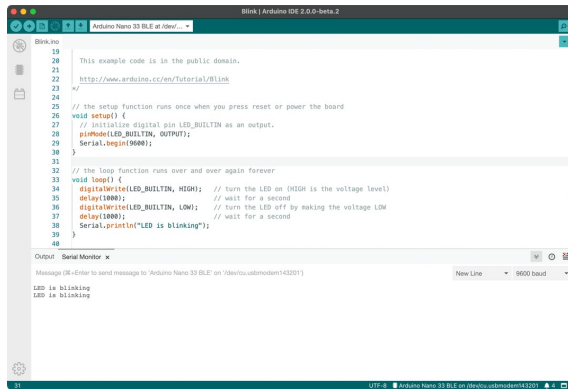 Blink | Arduino IDE 2.0.0-beta.2
Arduino Nano 33 BLE at /dev/...
Blink.ino
19
20 This example code is in the public domain.
21
22 http://www.arduino.cc/en/Tutorial/Blink
23 */
24
25 // the setup function runs once when you press reset or power the board
26 void setup() {
27 // initialize digital pin LED_BUILTIN as an output.
28 pinMode(LED_BUILTIN, OUTPUT);
29 Serial.begin(9600);
30 }
31
32 // the loop function runs over and over again forever
33 void loop() {
34 digitalWrite(LED_BUILTIN, HIGH); // turn the LED on (HIGH is the voltage level)
35 delay(1000); // wait for a second
36 digitalWrite(LED_BUILTIN, LOW); // turn the LED off by making the voltage LOW
37 delay(1000); // wait for a second
38 Serial.println("LED is blinking");
39 }
40
Output Serial Monitor x
Message (⌘+Enter to send message to 'Arduino Nano 33 BLE' on '/dev/cu.usbmodem143201') New Line 9600 baud
LED is blinking
LED is blinking
31 UTF-8 Arduino Nano 33 BLE on /dev/cu.usbmodem143201 4